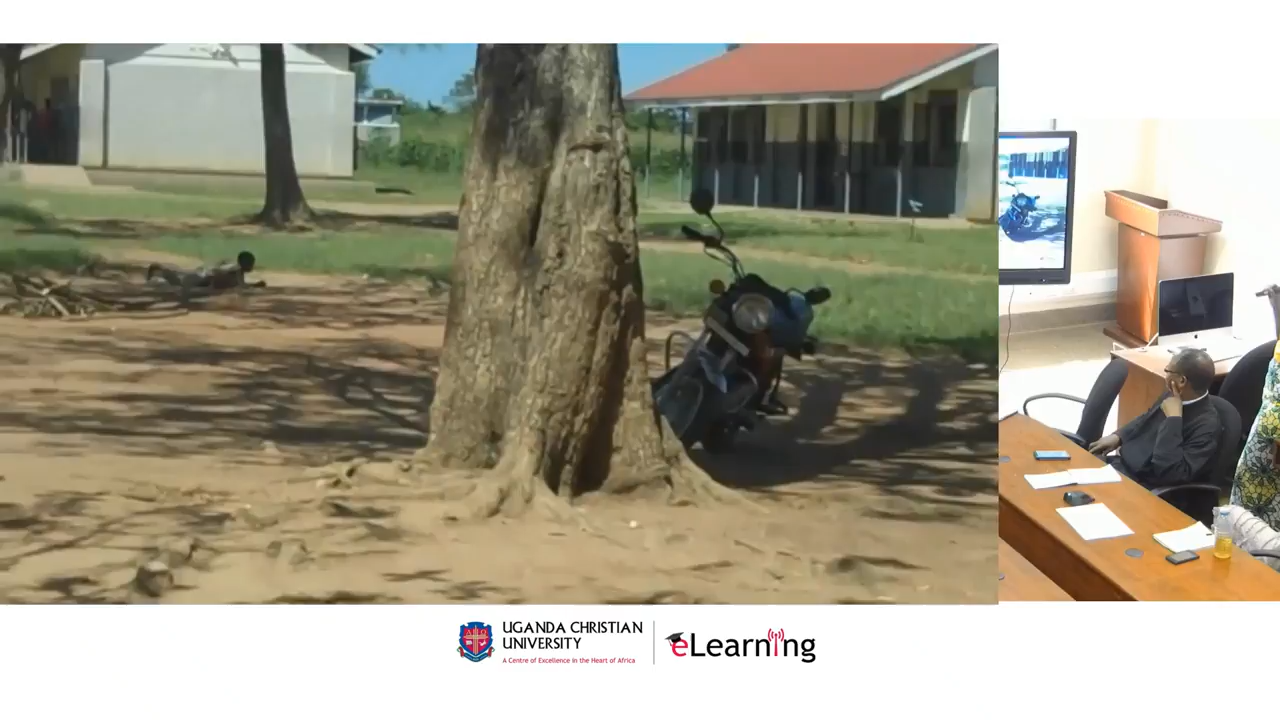 UGANDA CHRISTIAN
UNIVERSITY
A Centre of Excellence in the Heart of Africa
eLearning